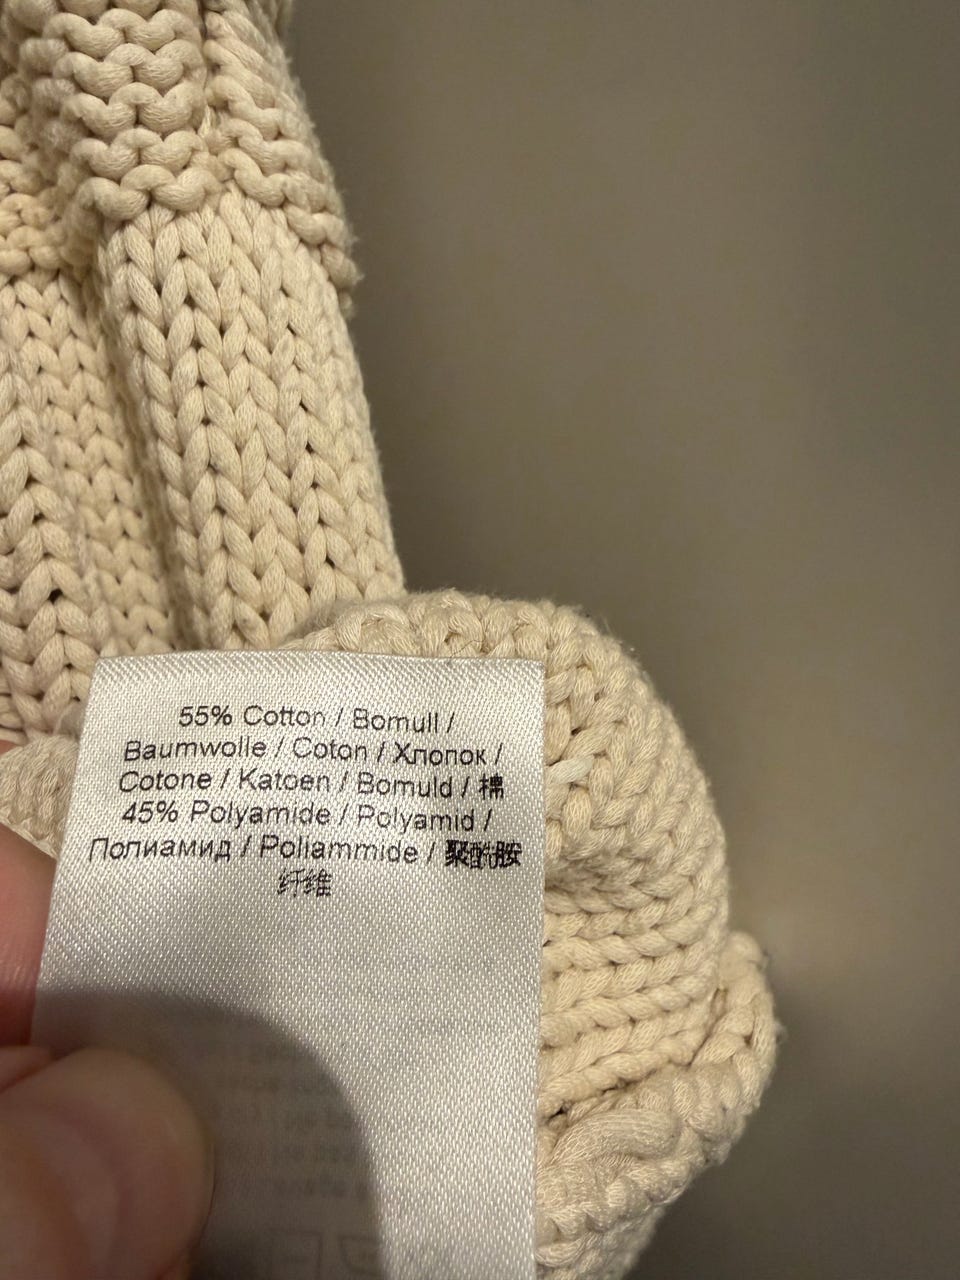 55% Cotton / Bomull /
Baumwolle / Coton / Хлопок /
Cotone / Katoen / Bomuld / 棉
45% Polyamide / Polyamid /
Полиамид / Poliammide / 聚酰胺
纤维